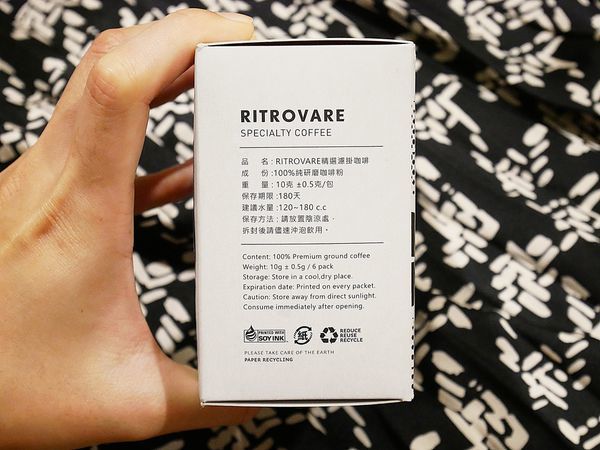 RITROVARE
SPECIALTY COFFEE
品　名：RITROVARE精選濾掛咖啡
成　份：100%純研磨咖啡粉
重　量：10克 ±0.5克/包
保存期限：180天
建議水量：120~180 c.c
保存方法：請放置陰涼處，
拆封後請儘速沖泡飲用。
Content: 100% Premium ground coffee
Weight: 10g ± 0.5g / 6 pack
Storage: Store in a cool,dry place.
Expiration date: Printed on every packet.
Caution: Store away from direct sunlight.
Consume immediately after opening.
PRINTED WITH
SOY INK
紙
REDUCE
REUSE
RECYCLE
PLEASE TAKE CARE OF THE EARTH
PAPER RECYCLING